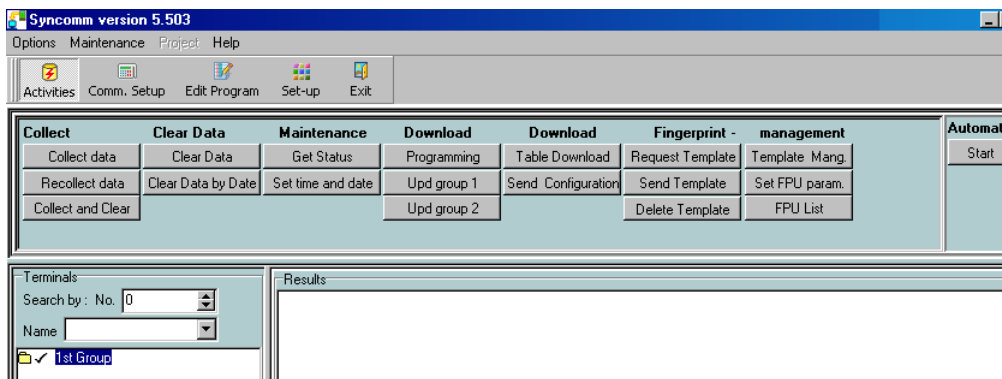 Syncomm version 5.503
Options Maintenance Project Help
Activities Comm. Setup Edit Program Set-up Exit
Collect Clear Data Maintenance Download Download Fingerprint - management Automat
Collect data Clear Data Get Status Programming Table Download Request Template Template Mang. Start
Recollect data Clear Data by Date Set time and date Upd group 1 Send Configuration Send Template Set FPU param.
Collect and Clear Upd group 2 Delete Template FPU List
Terminals Results
Search by : No. 0
Name
1st Group